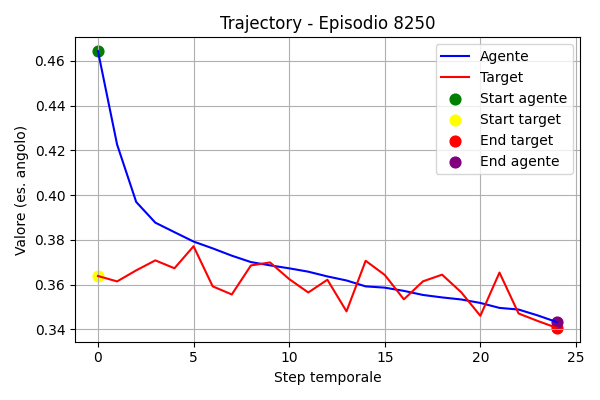 Trajectory - Episodio 8250
Valore (es. angolo)
0.46
0.44
0.42
0.40
0.38
0.36
0.34
Agente
Target
Start agente
Start target
End target
End agente
0 5 10 15 20 25
Step temporale